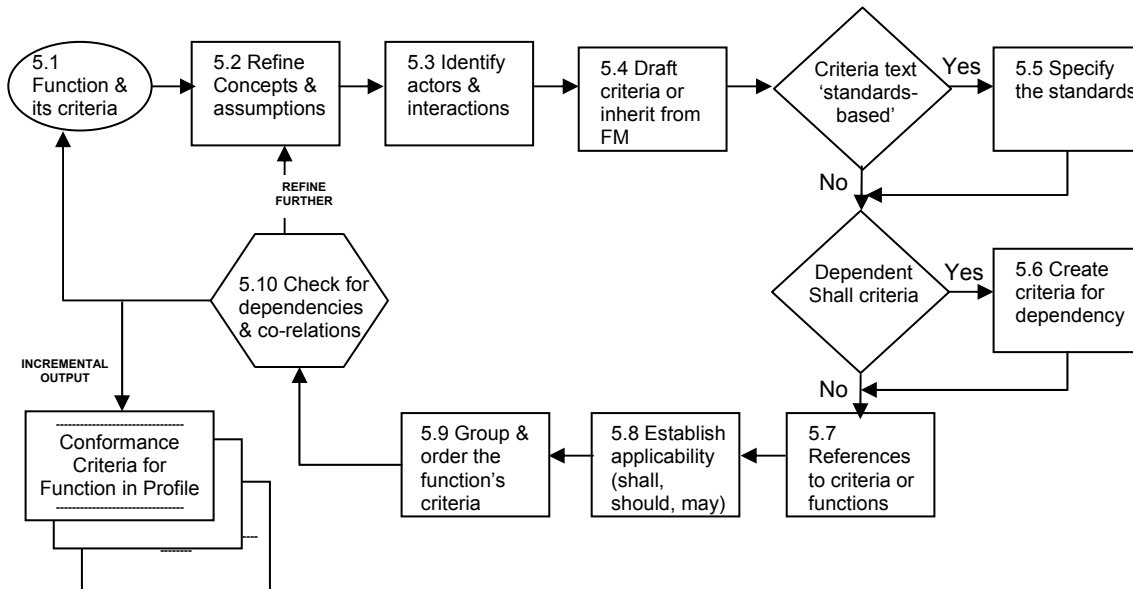 5.1
Function &
its criteria
5.2 Refine
Concepts &
assumptions
5.3 Identify
actors &
interactions
5.4 Draft
criteria or
inherit from
FM
Criteria text
‘standards-
based’
Yes
5.5 Specify
the standards
No
REFINE
FURTHER
Dependent
Shall criteria
Yes
5.6 Create
criteria for
dependency
No
5.10 Check for
dependencies
& co-relations
INCREMENTAL
OUTPUT
5.9 Group &
order the
function’s
criteria
5.8 Establish
applicability
(shall,
should, may)
5.7
References
to criteria or
functions
Conformance
Criteria for
Function in Profile